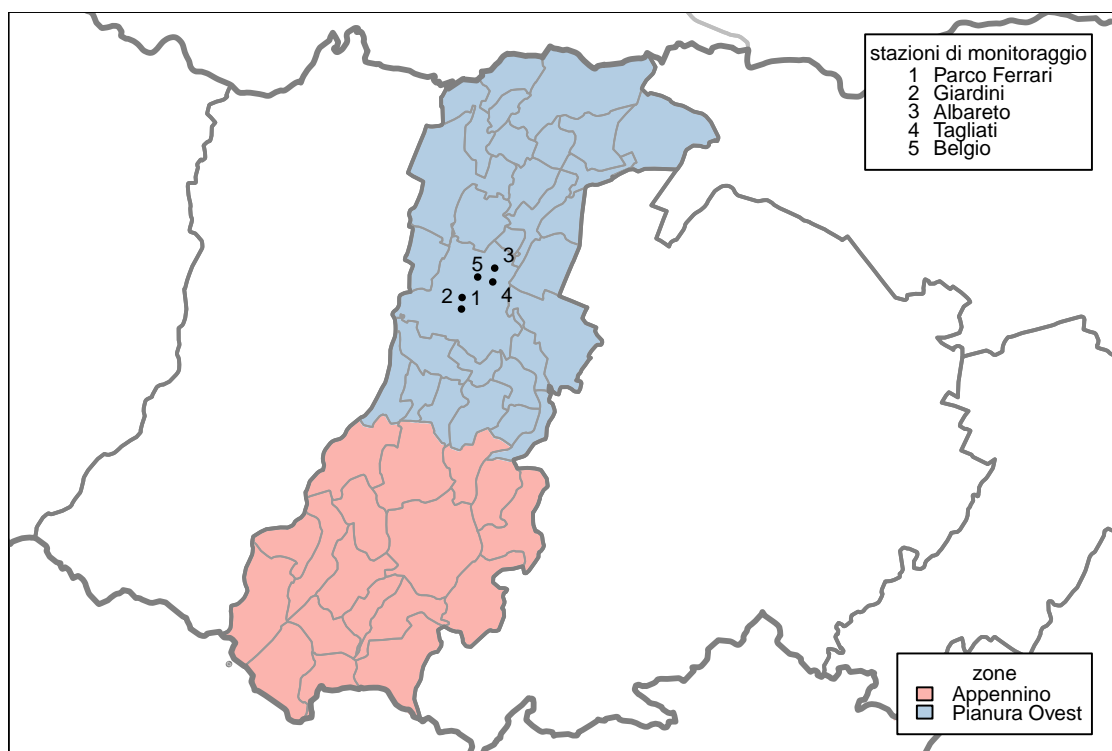 stazioni di monitoraggio
1 Parco Ferrari
2 Giardini
3 Albareto
4 Tagliati
5 Belgio
3
5
2 1 4
zone
Appennino
Pianura Ovest